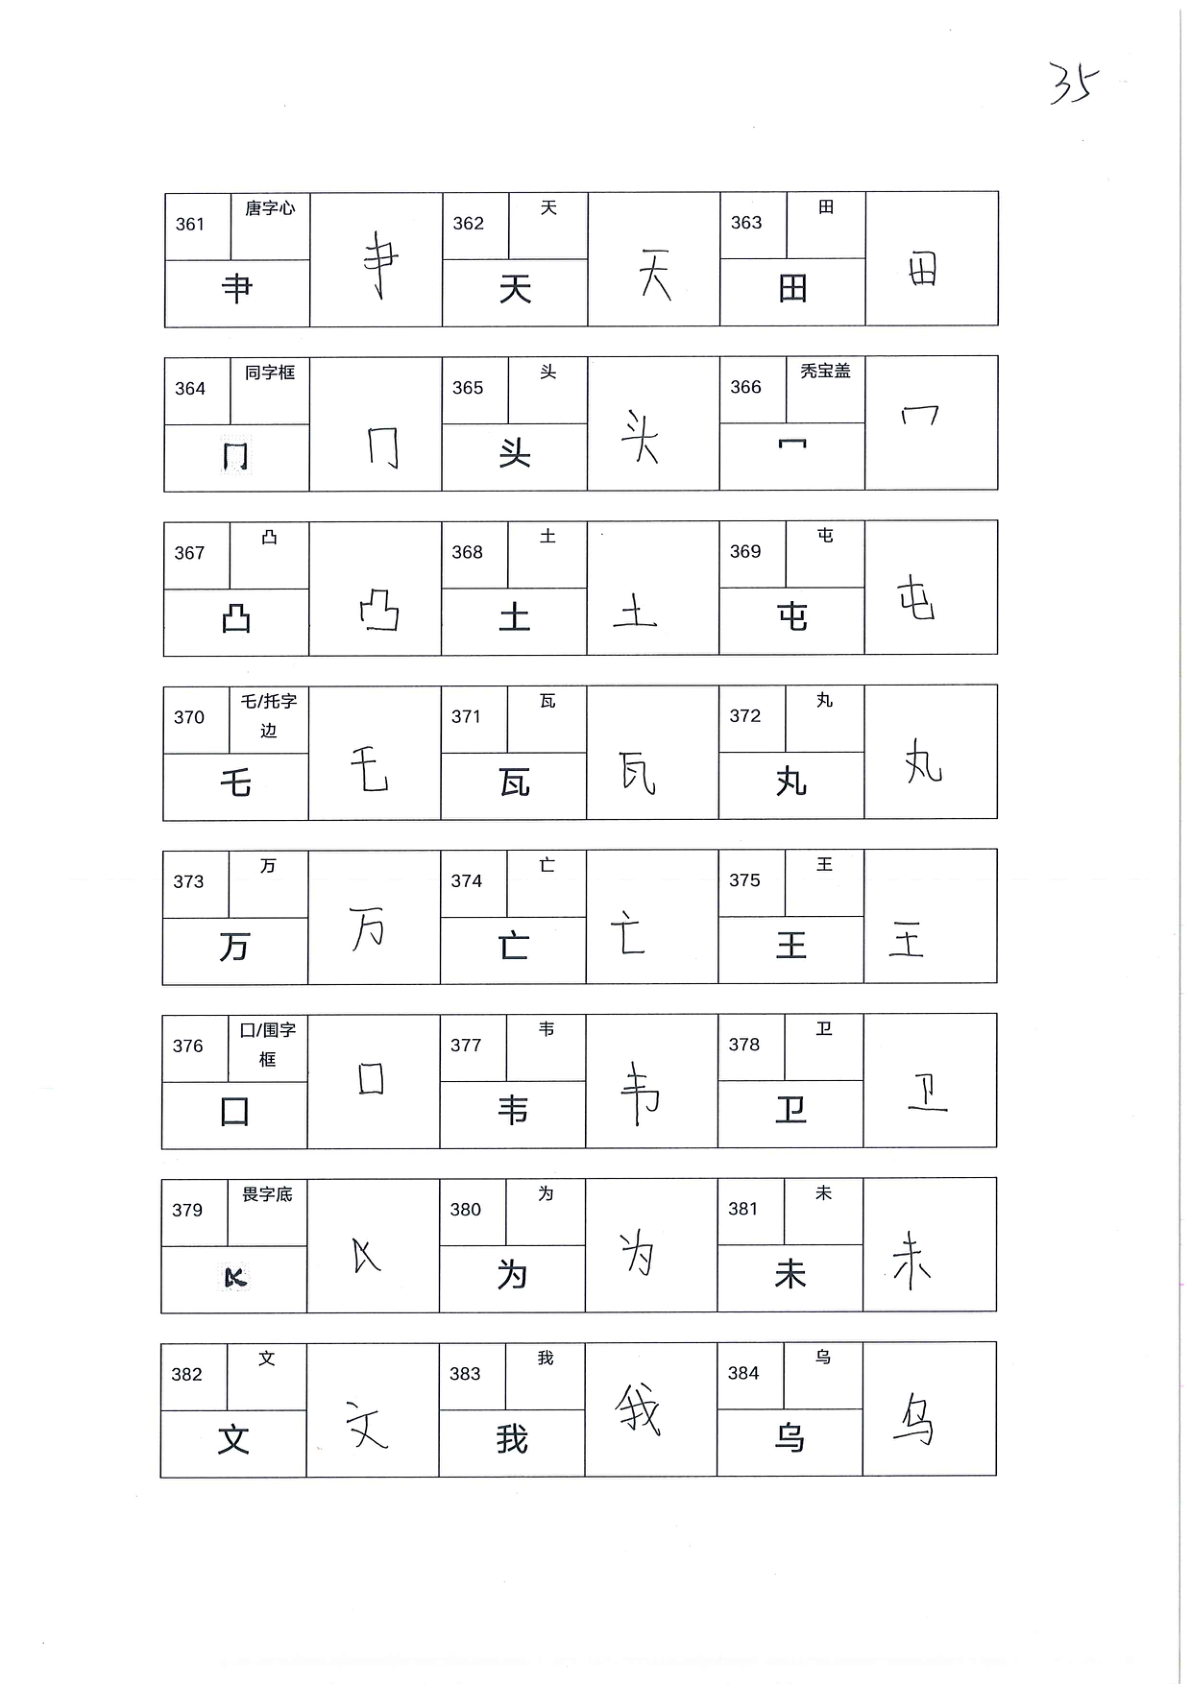 35
361 唐字心 肀 肀 362 天 天 天 363 田 田 田
364 同字框 冂 冂 365 头 头 头 366 秃宝盖 冖 冖
367 凸 凸 凸 368 土 土 土 369 屯 屯 屯
370 乇/托字边 乇 乇 371 瓦 瓦 瓦 372 丸 丸 丸
373 万 万 万 374 亡 亡 亡 375 王 王 王
376 囗/围字框 囗 囗 377 韦 韦 韦 378 卫 卫 卫
379 畏字底 380 为 为 为 381 未 未 未
382 文 文 文 383 我 我 我 384 乌 乌 乌